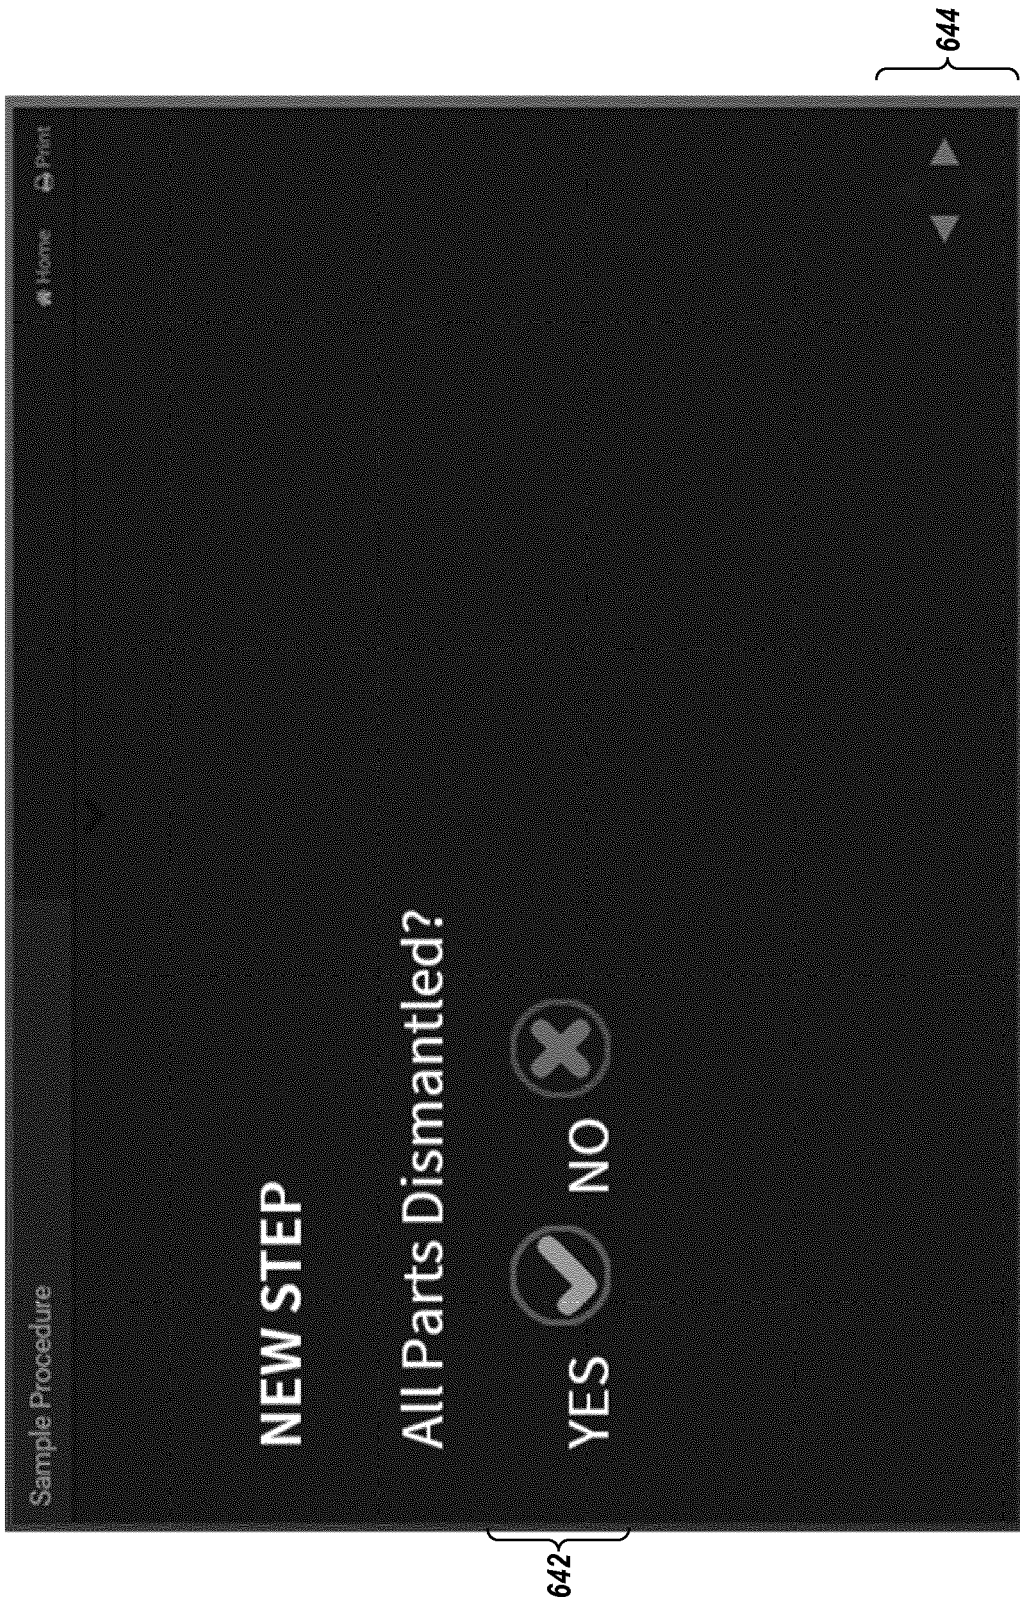 644
Sample Procedure Home Print
NEW STEP
All Parts Dismantled?
YES NO
642